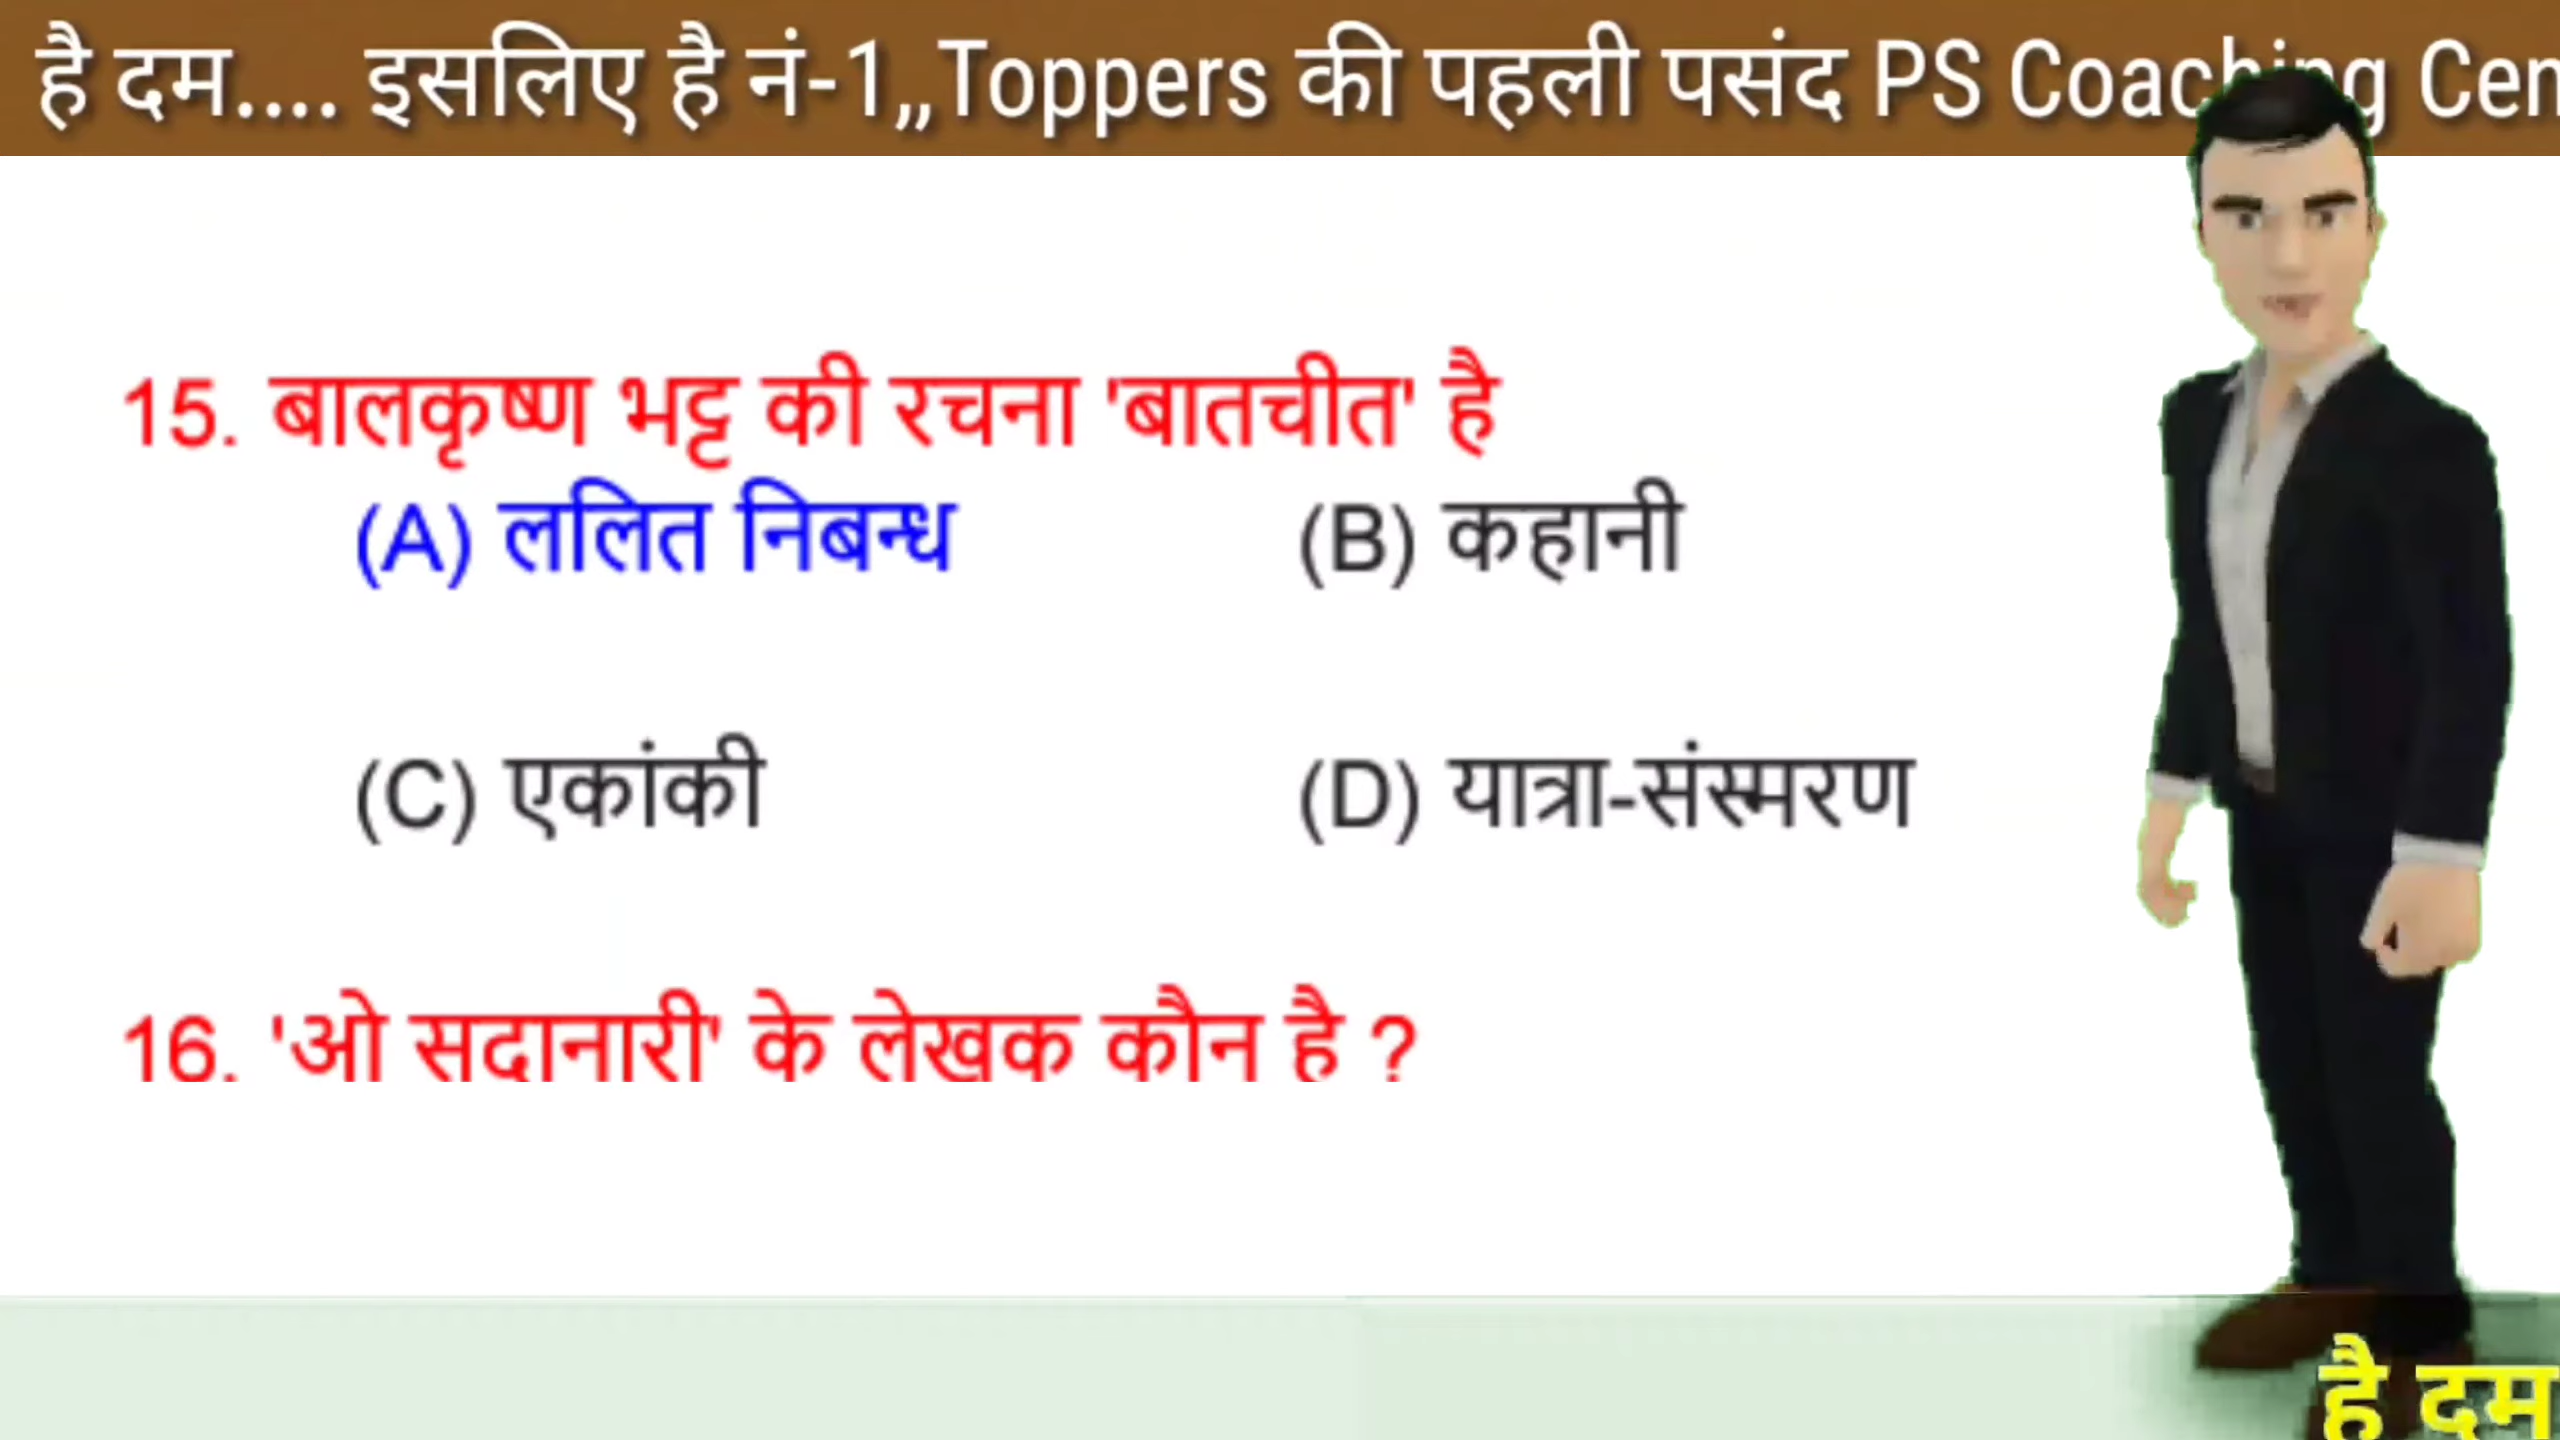 है दम.... इसलिए है नं-1,,Toppers की पहली पसंद PS Coaching Cen
15. बालकृष्ण भट्ट की रचना 'बातचीत' है
(A) ललित निबन्ध (B) कहानी
(C) एकांकी (D) यात्रा-संस्मरण
16. 'ओ सदानारी' के लेखक कौन है ?
है दम